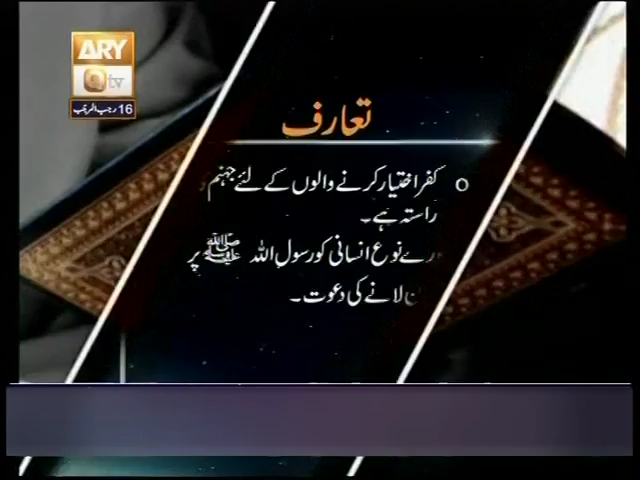 ARY
Qtv
16 رجب المرجب
تعارف
o کفر اختیار کرنے والوں کے لئے جہنم
راستہ ہے۔
نوع انسانی کو رسول اللہ ﷺ پر
لانے کی دعوت۔